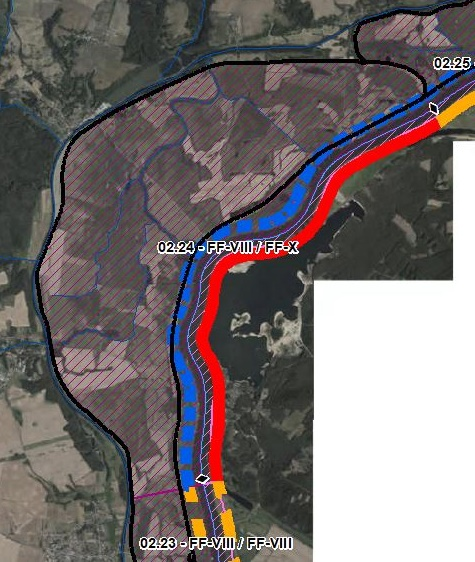 02.25
02.24 - FF-VIII / FF-X
02.23 - FF-VIII / FF-VIII